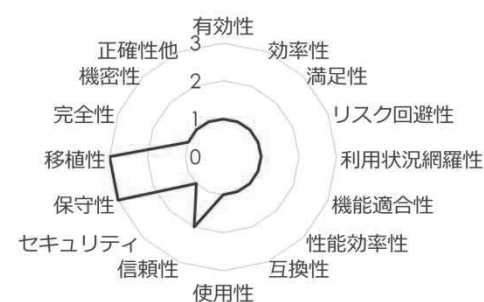 有効性
効率性
満足性
リスク回避性
利用状況網羅性
機能適合性
性能効率性
互換性
使用性
信頼性
セキュリティ
保守性
移植性
完全性
機密性
正確性他
3
2
1
0